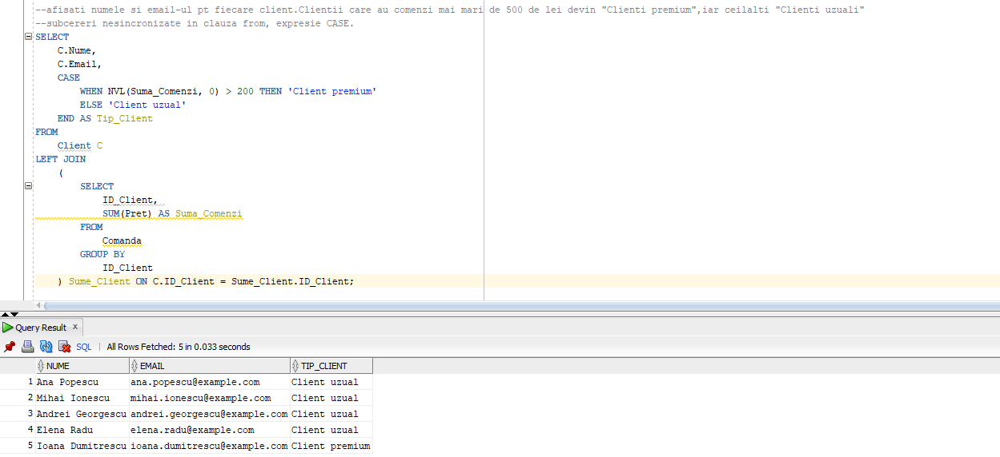 --afisati numele si email-ul pt fiecare client.Clientii care au comenzi mai mari de 500 de lei devin "Clienti premium",iar ceilalti "Clienti uzuali"
--subcereri nesincronizate in clauza from, expresie CASE.
SELECT
C.Nume,
C.Email,
CASE
WHEN NVL(Suma_Comenzi, 0) > 200 THEN 'Client premium'
ELSE 'Client uzual'
END AS Tip_Client
FROM
Client C
LEFT JOIN
(
SELECT
ID_Client,
SUM(Pret) AS Suma_Comenzi
FROM
Comanda
GROUP BY
ID_Client
) Sume_Client ON C.ID_Client = Sume_Client.ID_Client;
Query Result x
SQL | All Rows Fetched: 5 in 0.033 seconds
NUME EMAIL TIP_CLIENT
1 Ana Popescu ana.popescu@example.com Client uzual
2 Mihai Ionescu mihai.ionescu@example.com Client uzual
3 Andrei Georgescu andrei.georgescu@example.com Client uzual
4 Elena Radu elena.radu@example.com Client uzual
5 Ioana Dumitrescu ioana.dumitrescu@example.com Client premium